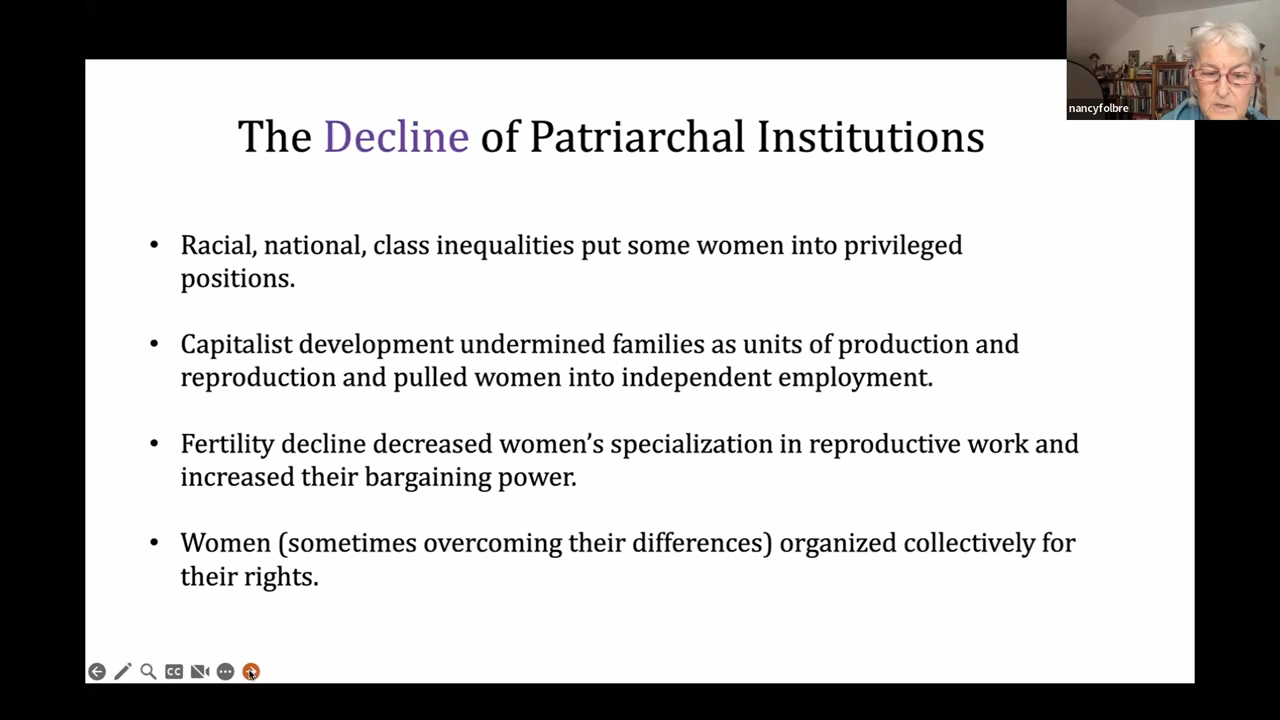 nancyfolbre
The Decline of Patriarchal Institutions
• Racial, national, class inequalities put some women into privileged
positions.
• Capitalist development undermined families as units of production and
reproduction and pulled women into independent employment.
• Fertility decline decreased women’s specialization in reproductive work and
increased their bargaining power.
• Women (sometimes overcoming their differences) organized collectively for
their rights.
CC